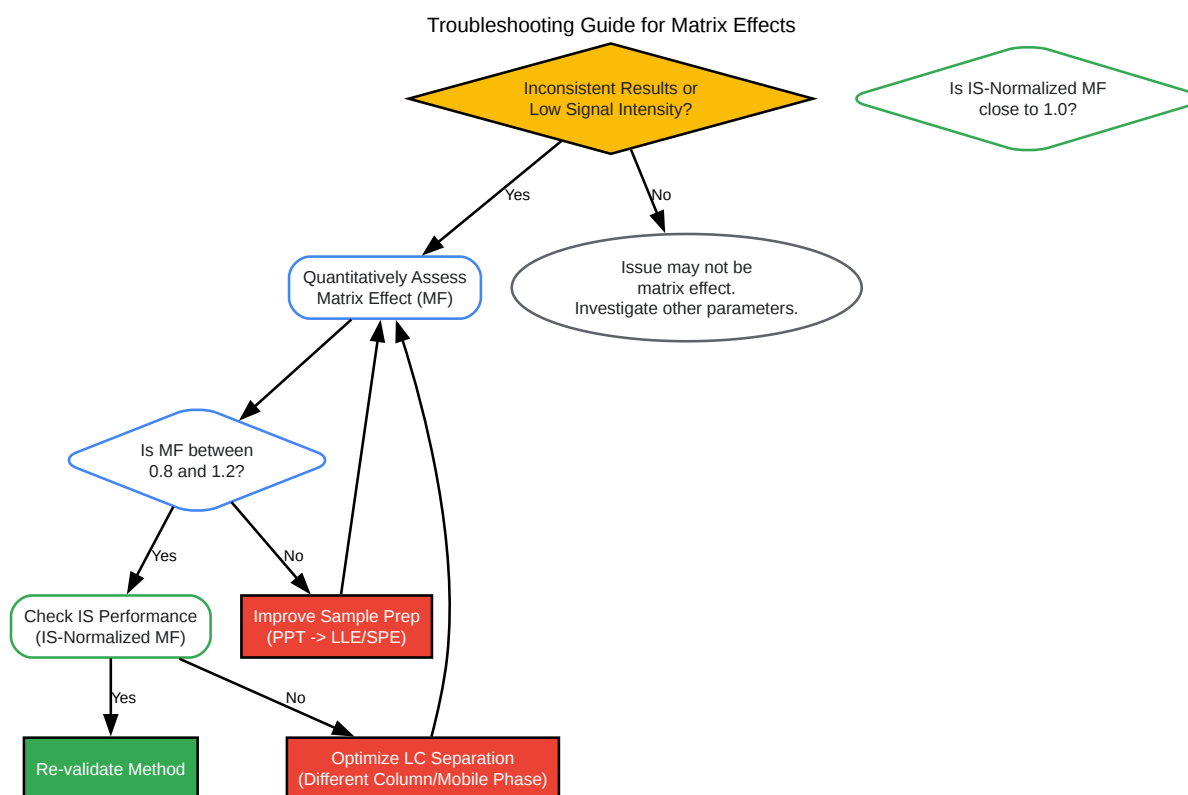 Troubleshooting Guide for Matrix Effects
Inconsistent Results or
Low Signal Intensity?
Is IS-Normalized MF
close to 1.0?
Yes
No
Quantitatively Assess
Matrix Effect (MF)
Issue may not be
matrix effect.
Investigate other parameters.
Is MF between
0.8 and 1.2?
Yes
No
Check IS Performance
(IS-Normalized MF)
Improve Sample Prep
(PPT -> LLE/SPE)
Yes
No
Re-validate Method
Optimize LC Separation
(Different Column/Mobile Phase)